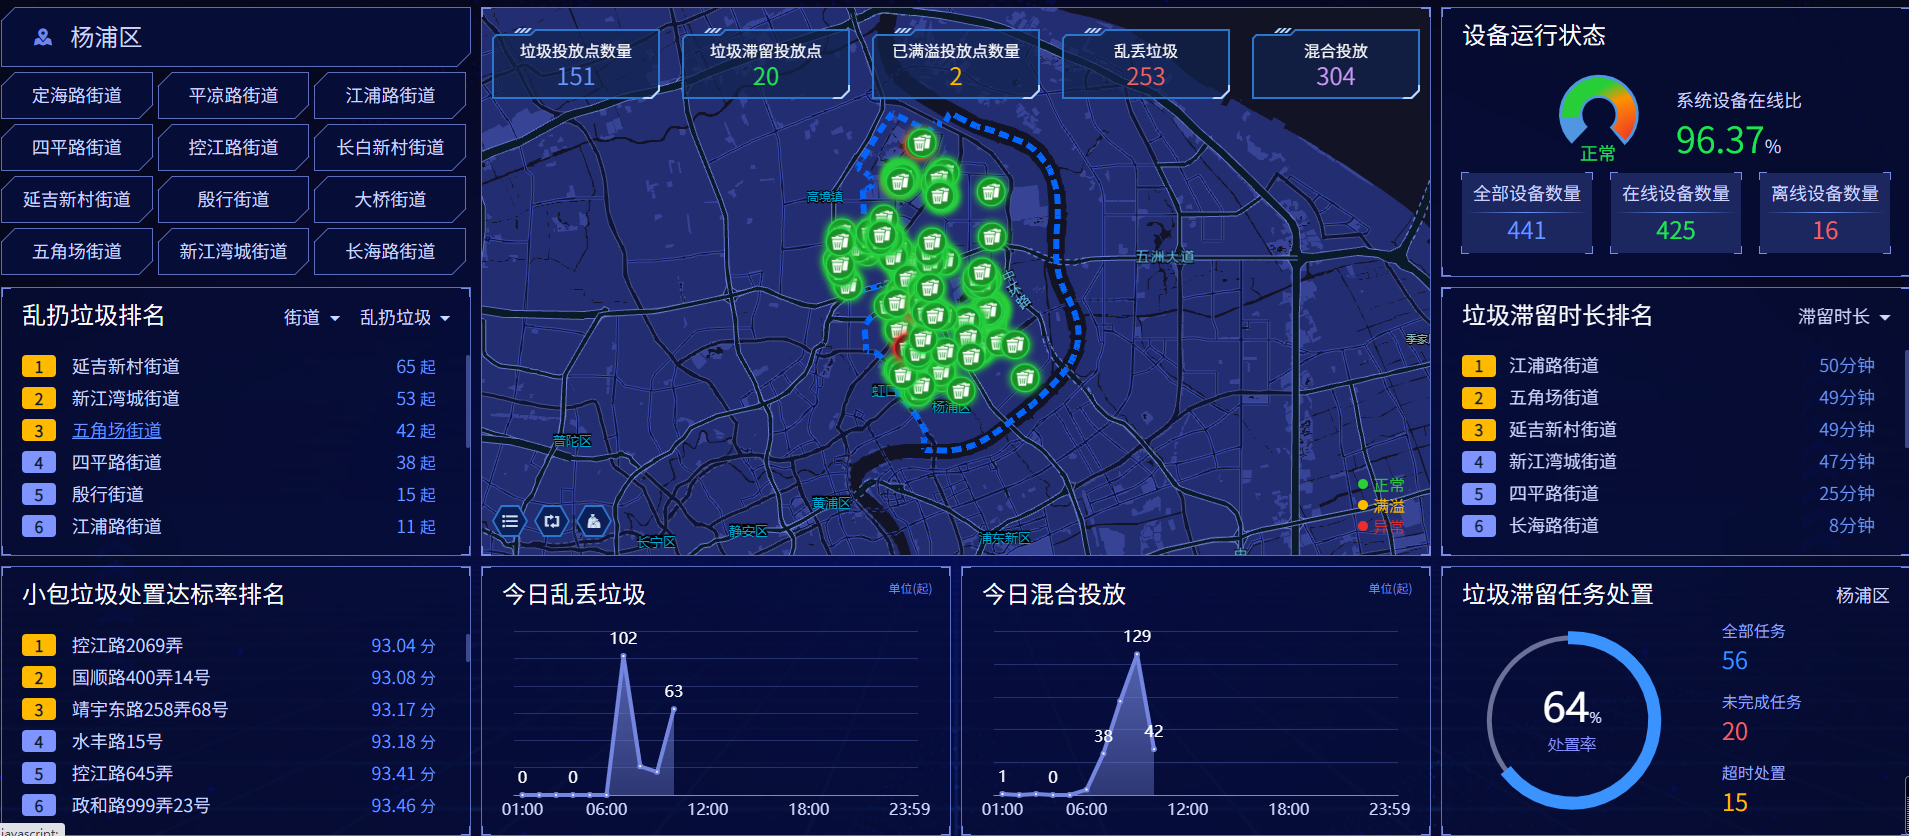 杨浦区
定海路街道
平凉路街道
江浦路街道
四平路街道
控江路街道
长白新村街道
延吉新村街道
殷行街道
大桥街道
五角场街道
新江湾城街道
长海路街道
乱扔垃圾排名
街道
乱扔垃圾
1 延吉新村街道 65 起
2 新江湾城街道 53 起
3 五角场街道 42 起
4 四平路街道 38 起
5 殷行街道 15 起
6 江浦路街道 11 起
小包垃圾处置达标率排名
1 控江路2069弄 93.04 分
2 国顺路400弄14号 93.08 分
3 靖宇东路258弄68号 93.17 分
4 水丰路15号 93.18 分
5 控江路645弄 93.41 分
6 政和路999弄23号 93.46 分
javascript:
垃圾投放点数量
151
垃圾滞留投放点
20
已满溢投放点数量
2
乱丢垃圾
253
混合投放
304
高境镇
五洲大道
中环路
季家
虹口
杨浦区
普陀区
黄浦区
静安区
长宁区
浦东新区
正常
满溢
异常
今日乱丢垃圾
单位(起)
102
63
0
0
01:00
06:00
12:00
18:00
23:59
今日混合投放
单位(起)
129
38
42
1
0
01:00
06:00
12:00
18:00
23:59
设备运行状态
正常
系统设备在线比
96.37%
全部设备数量
441
在线设备数量
425
离线设备数量
16
垃圾滞留时长排名
滞留时长
1 江浦路街道 50分钟
2 五角场街道 49分钟
3 延吉新村街道 49分钟
4 新江湾城街道 47分钟
5 四平路街道 25分钟
6 长海路街道 8分钟
垃圾滞留任务处置
杨浦区
64%
处置率
全部任务
56
未完成任务
20
超时处置
15